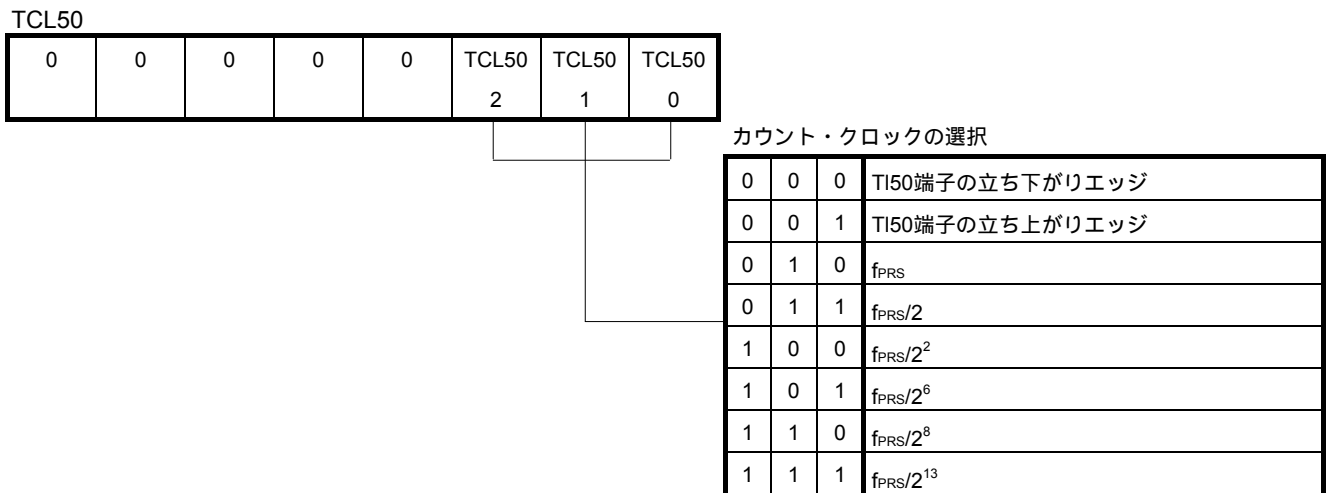 TCL50
0 0 0 0 0 TCL50 TCL50 TCL50
2 1 0
カウント・クロックの選択
0 0 0 TI50端子の立ち下がりエッジ
0 0 1 TI50端子の立ち上がりエッジ
0 1 0 fPRS
0 1 1 fPRS/2
1 0 0 fPRS/2²
1 0 1 fPRS/2⁶
1 1 0 fPRS/2⁸
1 1 1 fPRS/2¹³